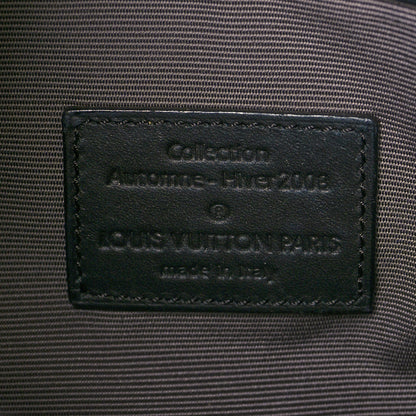 Collection
Automne-Hiver 2008
®
LOUIS VUITTON PARIS
made in Italy